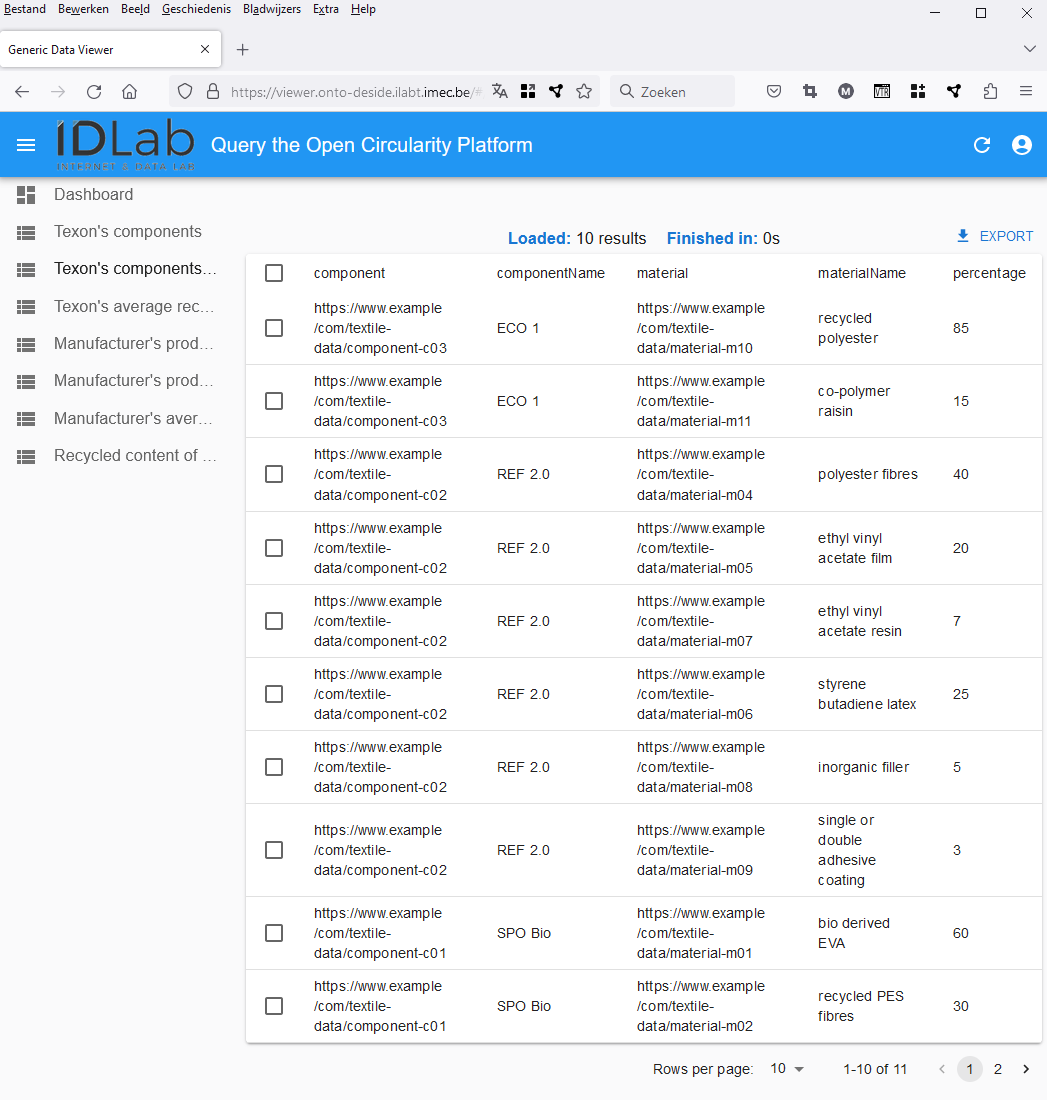 Bestand Bewerken Beeld Geschiedenis Bladwijzers Extra Help
Generic Data Viewer
https://viewer.onto-deside.ilabt.imec.be/#
Zoeken
M
VTR
IDLab
INTERNET & DATA LAB
Query the Open Circularity Platform
Dashboard
Texon's components
Texon's components...
Texon's average rec...
Manufacturer's prod...
Manufacturer's prod...
Manufacturer's aver...
Recycled content of ...
Loaded: 10 results Finished in: 0s
EXPORT
component componentName material materialName percentage
https://www.example https://www.example recycled
/com/textile- ECO 1 /com/textile- polyester 85
data/component-c03 data/material-m10
https://www.example https://www.example co-polymer
/com/textile- ECO 1 /com/textile- raisin 15
data/component-c03 data/material-m11
https://www.example https://www.example
/com/textile- REF 2.0 /com/textile- polyester fibres 40
data/component-c02 data/material-m04
https://www.example https://www.example ethyl vinyl
/com/textile- REF 2.0 /com/textile- acetate film 20
data/component-c02 data/material-m05
https://www.example https://www.example ethyl vinyl
/com/textile- REF 2.0 /com/textile- acetate resin 7
data/component-c02 data/material-m07
https://www.example https://www.example styrene
/com/textile- REF 2.0 /com/textile- butadiene latex 25
data/component-c02 data/material-m06
https://www.example https://www.example
/com/textile- REF 2.0 /com/textile- inorganic filler 5
data/component-c02 data/material-m08
single or
https://www.example https://www.example double
/com/textile- REF 2.0 /com/textile- adhesive 3
data/component-c02 data/material-m09 coating
https://www.example https://www.example bio derived
/com/textile- SPO Bio /com/textile- EVA 60
data/component-c01 data/material-m01
https://www.example https://www.example recycled PES
/com/textile- SPO Bio /com/textile- fibres 30
data/component-c01 data/material-m02
Rows per page: 10 1-10 of 11 1 2